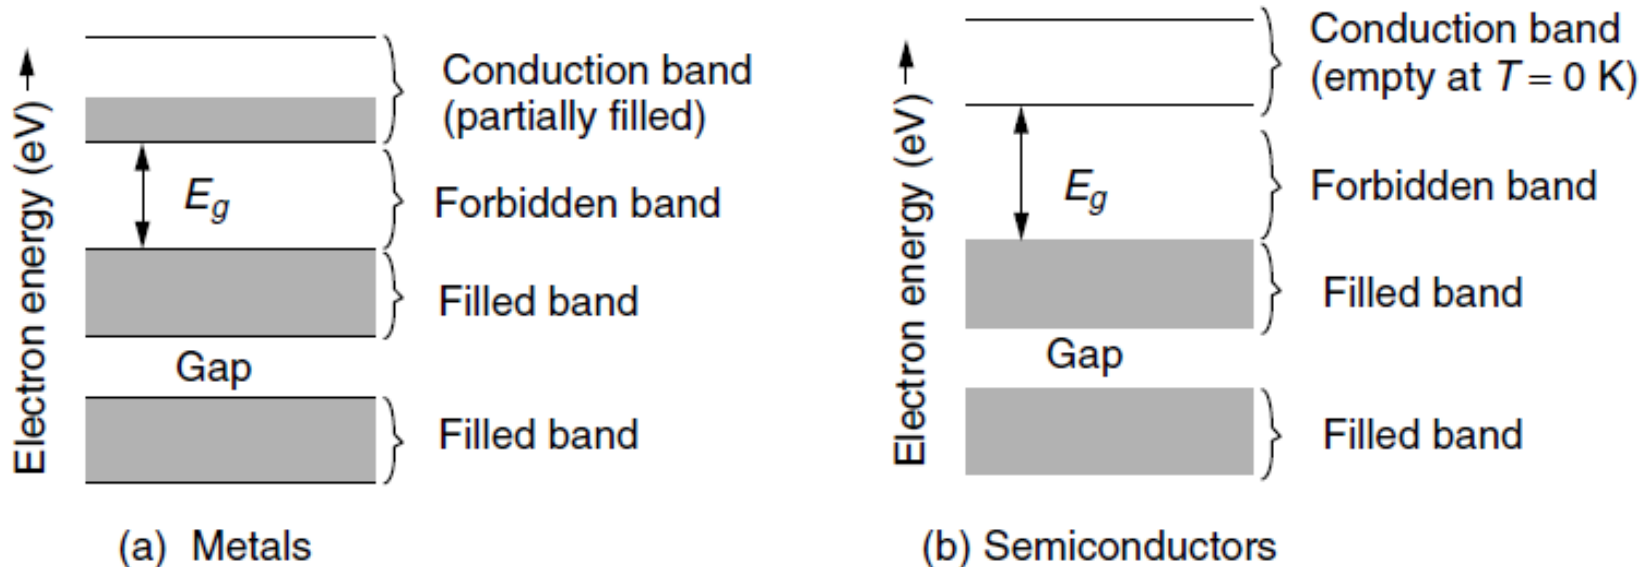 Electron energy (eV) →
Conduction band
(partially filled)
E_g
Forbidden band
Filled band
Gap
Filled band
(a) Metals
Electron energy (eV) →
Conduction band
(empty at T = 0 K)
E_g
Forbidden band
Filled band
Gap
Filled band
(b) Semiconductors